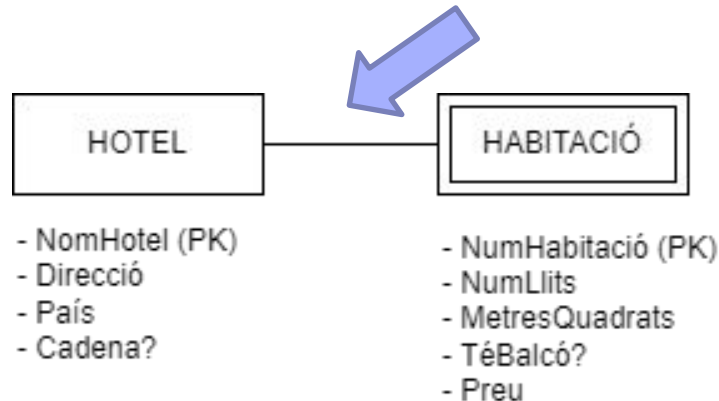 HOTEL
HABITACIÓ
- NomHotel (PK)
- Direcció
- País
- Cadena?
- NumHabitació (PK)
- NumLlits
- MetresQuadrats
- TéBalcó?
- Preu